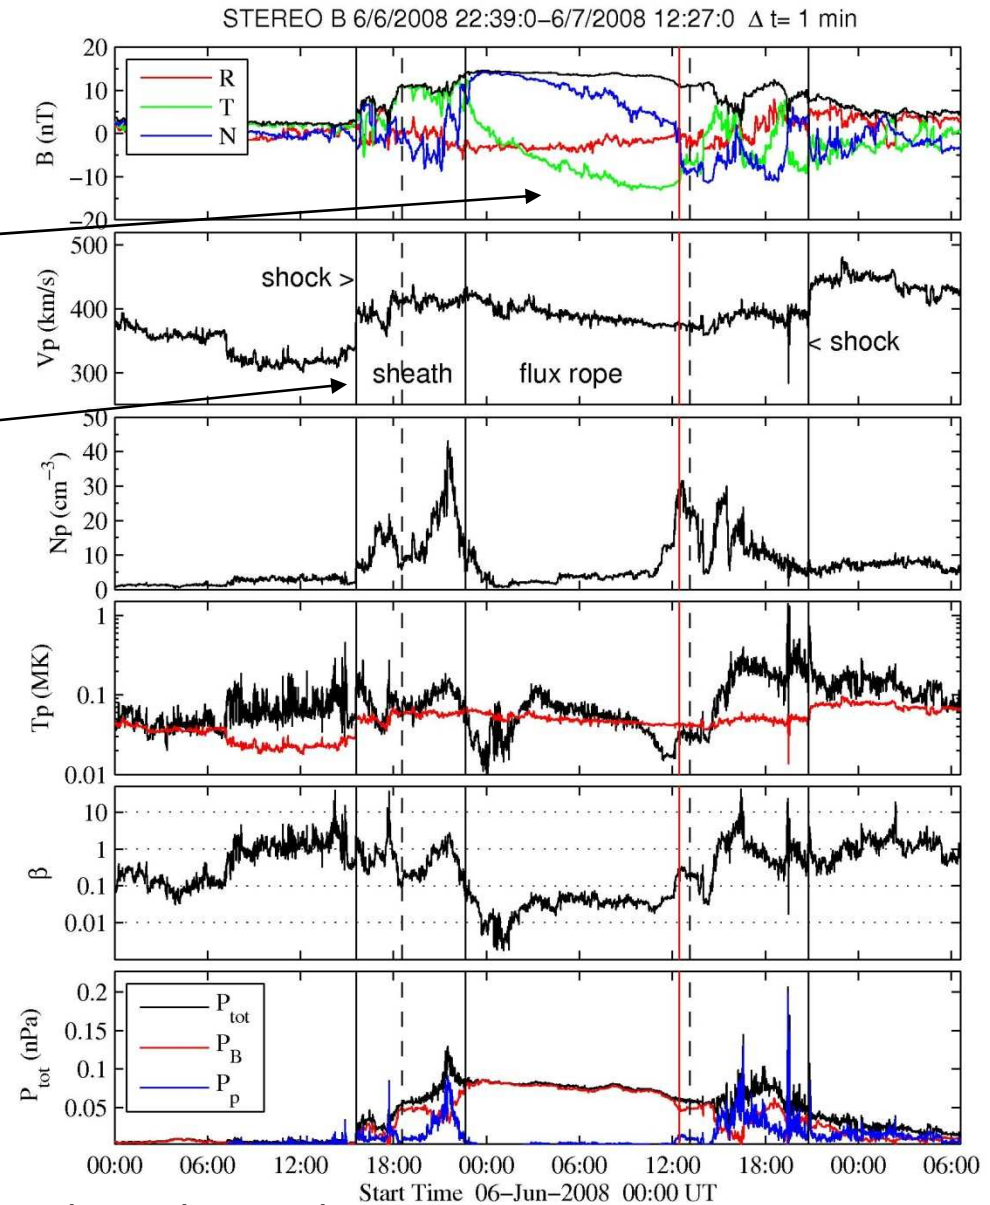 STEREO B 6/6/2008 22:39:0−6/7/2008 12:27:0 Δ t= 1 min
20
10
0
−10
−20
B (nT)
R
T
N
500
400
300
Vp (km/s)
shock >
sheath
flux rope
< shock
50
40
30
20
10
0
Np (cm−3)
1
0.1
0.01
Tp (MK)
10
1
0.1
0.01
β
0.2
0.15
0.1
0.05
Ptot (nPa)
Ptot
PB
Pp
00:00 06:00 12:00 18:00 00:00 06:00 12:00 18:00 00:00 06:00
Start Time 06−Jun−2008 00:00 UT